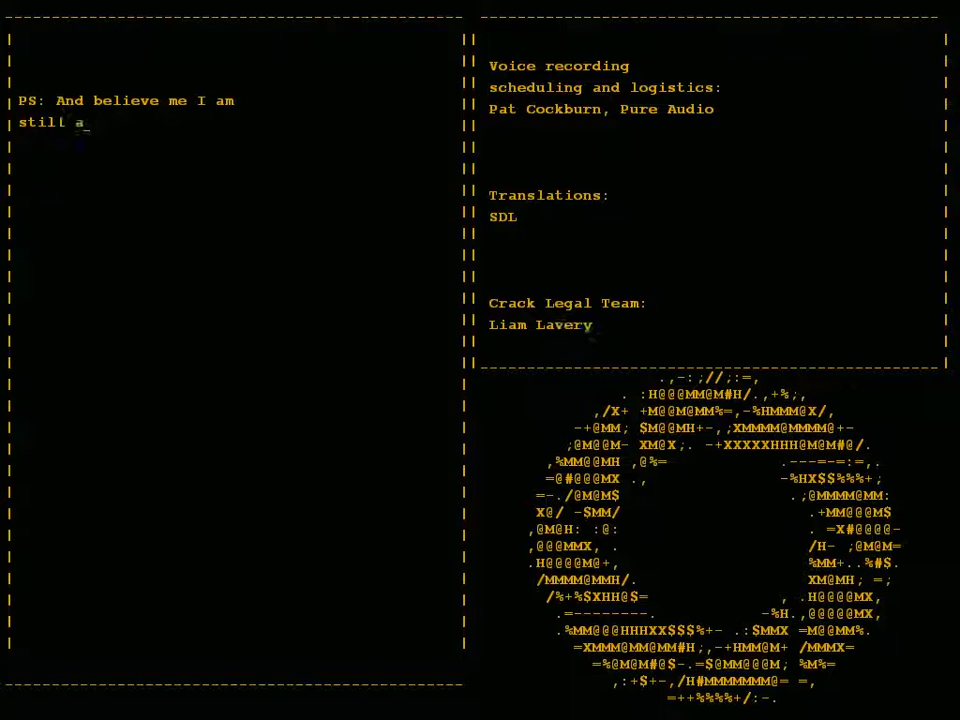 PS: And believe me I am
still a_
Voice recording
scheduling and logistics:
Pat Cockburn, Pure Audio
Translations:
SDL
Crack Legal Team:
Liam Lavery